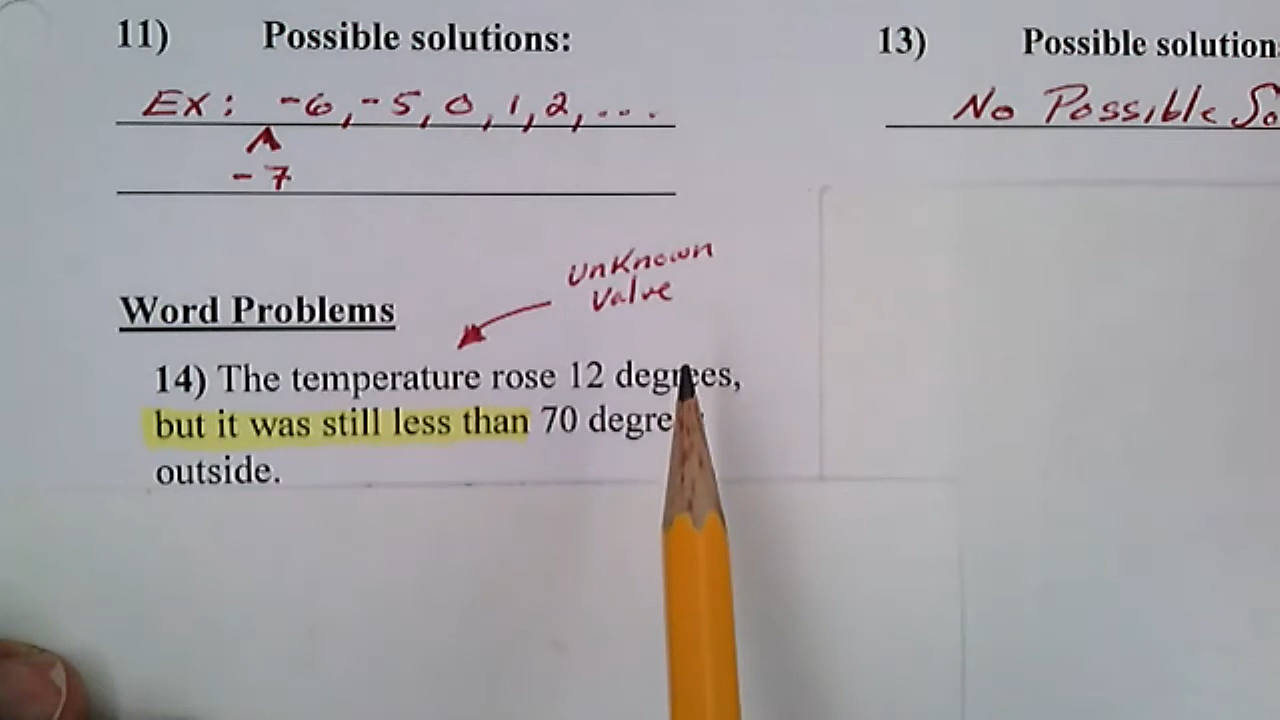 11) Possible solutions:
Ex: -6, -5, 0, 1, 2, ....
^
-7
13) Possible solution
No Possible So
Unknown
Value
Word Problems
14) The temperature rose 12 degrees,
but it was still less than 70 degre
outside.